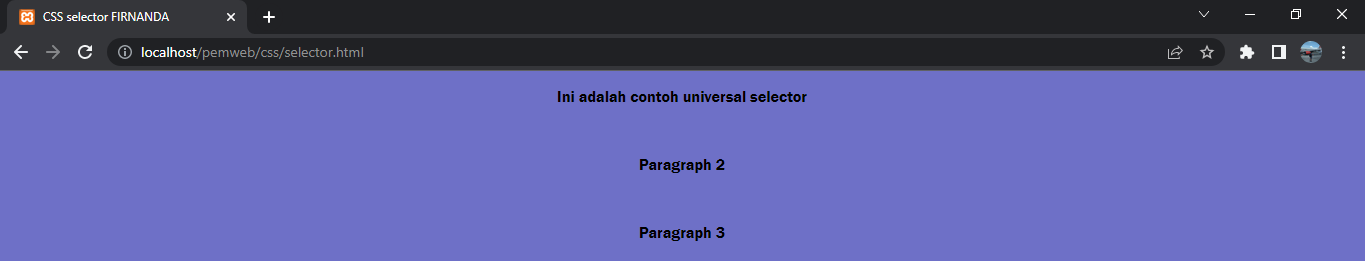 CSS selector FIRNANDA
localhost/pemweb/css/selector.html
Ini adalah contoh universal selector
Paragraph 2
Paragraph 3